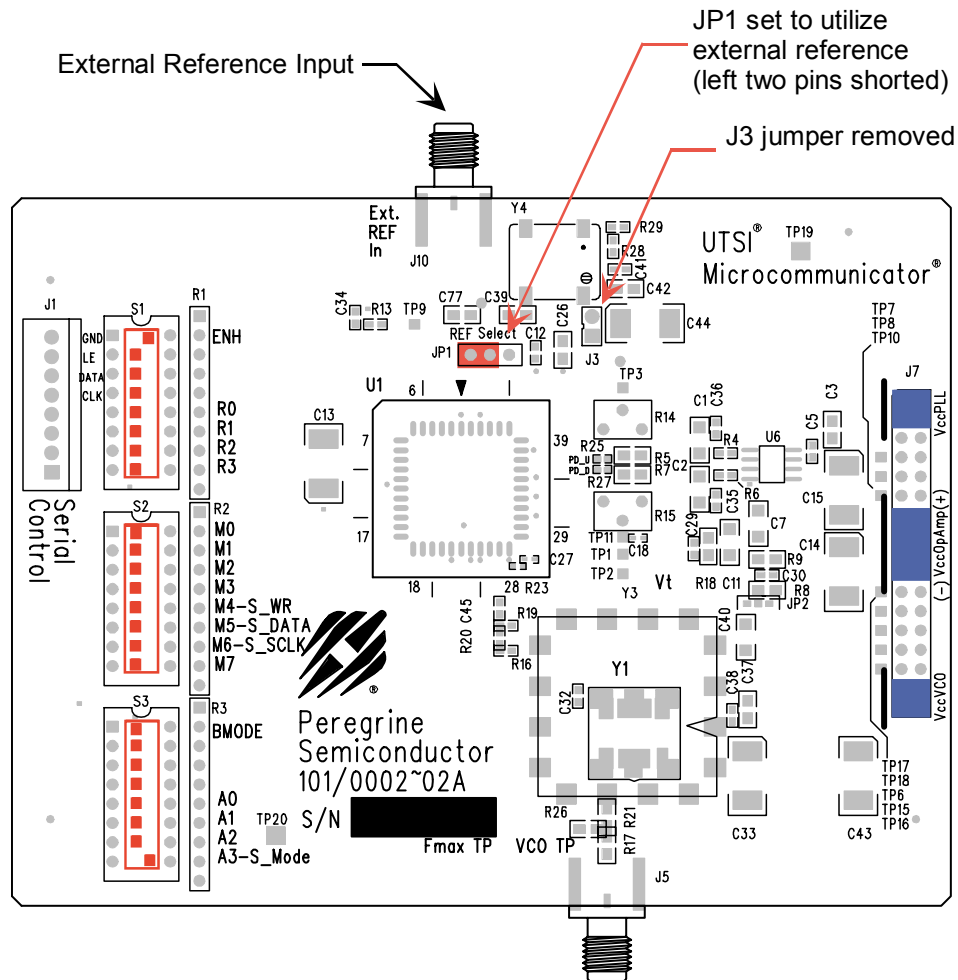 JP1 set to utilize
external reference
(left two pins shorted)
External Reference Input
J3 jumper removed
Ext.
REF
In
J10
Y4
R29
R28
C41
C42
UTSI®
Microcommunicator®
TP19
J1
S1
R1
GND
LE
DATA
CLK
ENH
R0
R1
R2
R3
C34
R13
TP9
C77
C39
REF Select
JP1
C12
C26
J3
C44
TP3
TP7
TP8
TP10
J7
U1
6
7
39
17
29
18
28
C13
R14
R25
PD_U
PD_D
R27
R5
R7
C2
R15
C1
C36
R4
U6
C5
C3
VccPLL
R6
C35
C7
C15
C14
VccOpAmp(+)
(-)
TP11
TP1
TP2
C18
C29
R18
C11
R9
C30
R8
JP2
C27
R23
Y3
Vt
Serial
Control
S2
R2
M0
M1
M2
M3
M4-S_WR
M5-S_DATA
M6-S_SCLK
M7
C45
R19
R20
R16
C40
C37
C38
VccVCO
®
Y1
C32
S3
R3
BMODE
A0
A1
A2
A3-S_Mode
TP20
Peregrine
Semiconductor
101/0002~02A
S/N
Fmax TP
VCO TP
R26
R21
R17
J5
C33
C43
TP17
TP18
TP6
TP15
TP16